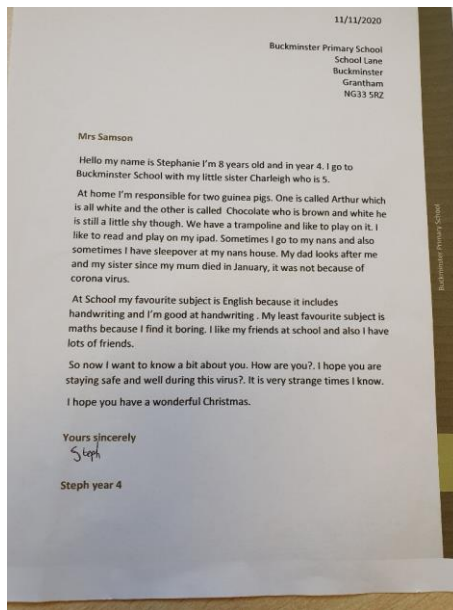 11/11/2020
Buckminster Primary School
School Lane
Buckminster
Grantham
NG33 5RZ
Mrs Samson
Hello my name is Stephanie I'm 8 years old and in year 4. I go to
Buckminster School with my little sister Charleigh who is 5.
At home I'm responsible for two guinea pigs. One is called Arthur which
is all white and the other is called Chocolate who is brown and white he
is still a little shy though. We have a trampoline and like to play on it. I
like to read and play on my ipad. Sometimes I go to my nans and also
sometimes I have sleepover at my nans house. My dad looks after me
and my sister since my mum died in January, it was not because of
corona virus.
At School my favourite subject is English because it includes
handwriting and I'm good at handwriting . My least favourite subject is
maths because I find it boring. I like my friends at school and also I have
lots of friends.
So now I want to know a bit about you. How are you?. I hope you are
staying safe and well during this virus?. It is very strange times I know.
I hope you have a wonderful Christmas.
Yours sincerely
Steph
Steph year 4
Buckminster Primary School